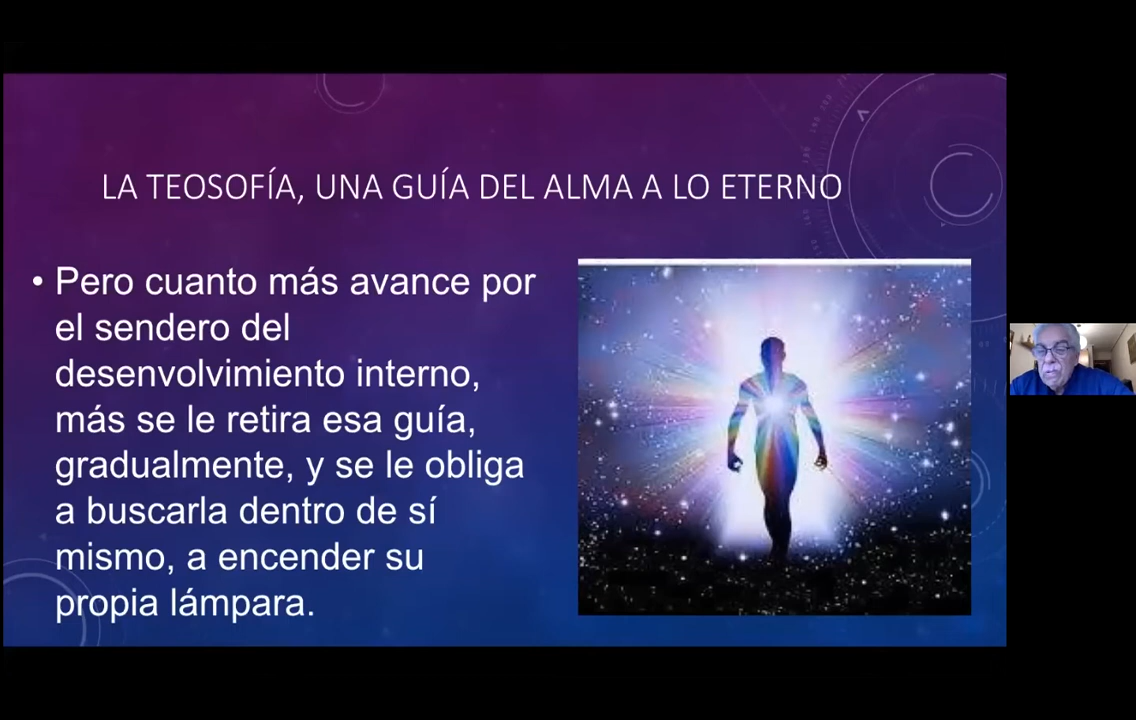 LA TEOSOFÍA, UNA GUÍA DEL ALMA A LO ETERNO
• Pero cuanto más avance por
el sendero del
desenvolvimiento interno,
más se le retira esa guía,
gradualmente, y se le obliga
a buscarla dentro de sí
mismo, a encender su
propia lámpara.